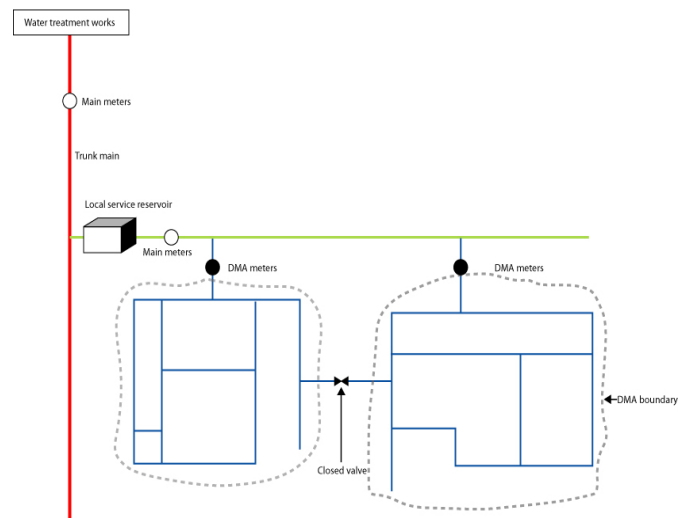 Water treatment works
Main meters
Trunk main
Local service reservoir
Main meters
DMA meters
DMA meters
DMA boundary
Closed valve